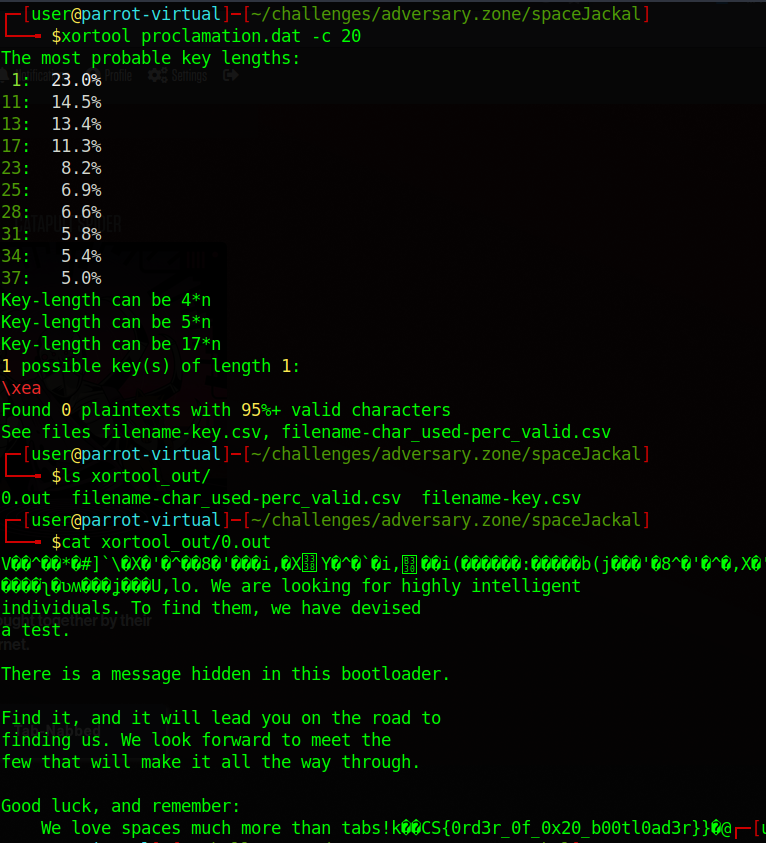 ┌─[user@parrot-virtual]─[~/challenges/adversary.zone/spaceJackal]
└──╼ $xortool proclamation.dat -c 20
The most probable key lengths:
1: 23.0%
11: 14.5%
13: 13.4%
17: 11.3%
23: 8.2%
25: 6.9%
28: 6.6%
31: 5.8%
34: 5.4%
37: 5.0%
Key-length can be 4*n
Key-length can be 5*n
Key-length can be 17*n
1 possible key(s) of length 1:
\xea
Found 0 plaintexts with 95%+ valid characters
See files filename-key.csv, filename-char_used-perc_valid.csv
┌─[user@parrot-virtual]─[~/challenges/adversary.zone/spaceJackal]
└──╼ $ls xortool_out/
0.out filename-char_used-perc_valid.csv filename-key.csv
┌─[user@parrot-virtual]─[~/challenges/adversary.zone/spaceJackal]
└──╼ $cat xortool_out/0.out
U,lo. We are looking for highly intelligent
individuals. To find them, we have devised
a test.
There is a message hidden in this bootloader.
Find it, and it will lead you on the road to
finding us. We look forward to meet the
few that will make it all the way through.
Good luck, and remember:
We love spaces much more than tabs!k��CS{0rd3r_0f_0x20_b00tl0ad3r}}�@┌─[u